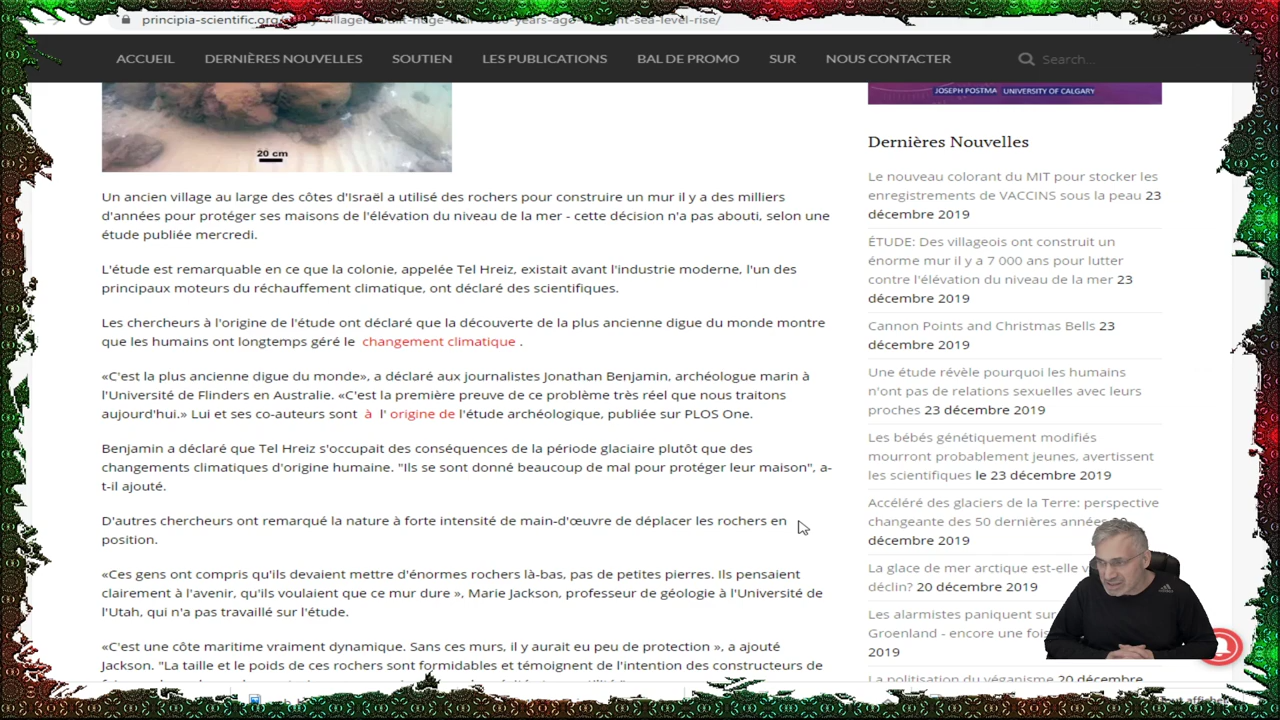 principia-scientific.org
ACCUEIL DERNIÈRES NOUVELLES SOUTIEN LES PUBLICATIONS BAL DE PROMO SUR NOUS CONTACTER Search...
20 cm
Un ancien village au large des côtes d'Israël a utilisé des rochers pour construire un mur il y a des milliers
d'années pour protéger ses maisons de l'élévation du niveau de la mer - cette décision n'a pas abouti, selon une
étude publiée mercredi.
L'étude est remarquable en ce que la colonie, appelée Tel Hreiz, existait avant l'industrie moderne, l'un des
principaux moteurs du réchauffement climatique, ont déclaré des scientifiques.
Les chercheurs à l'origine de l'étude ont déclaré que la découverte de la plus ancienne digue du monde montre
que les humains ont longtemps géré le changement climatique .
«C'est la plus ancienne digue du monde», a déclaré aux journalistes Jonathan Benjamin, archéologue marin à
l'Université de Flinders en Australie. «C'est la première preuve de ce problème très réel que nous traitons
aujourd'hui.» Lui et ses co-auteurs sont à l' origine de l'étude archéologique, publiée sur PLOS One.
Benjamin a déclaré que Tel Hreiz s'occupait des conséquences de la période glaciaire plutôt que des
changements climatiques d'origine humaine. "Ils se sont donné beaucoup de mal pour protéger leur maison", a-
t-il ajouté.
D'autres chercheurs ont remarqué la nature à forte intensité de main-d'œuvre de déplacer les rochers en
position.
«Ces gens ont compris qu'ils devaient mettre d'énormes rochers là-bas, pas de petites pierres. Ils pensaient
clairement à l'avenir, qu'ils voulaient que ce mur dure », Marie Jackson, professeur de géologie à l'Université de
l'Utah, qui n'a pas travaillé sur l'étude.
«C'est une côte maritime vraiment dynamique. Sans ces murs, il y aurait eu peu de protection », a ajouté
Jackson. "La taille et le poids de ces rochers sont formidables et témoignent de l'intention des constructeurs de
JOSEPH POSTMA UNIVERSITY OF CALGARY
Dernières Nouvelles
Le nouveau colorant du MIT pour stocker les
enregistrements de VACCINS sous la peau 23
décembre 2019
ÉTUDE: Des villageois ont construit un
énorme mur il y a 7 000 ans pour lutter
contre l'élévation du niveau de la mer 23
décembre 2019
Cannon Points and Christmas Bells 23
décembre 2019
Une étude révèle pourquoi les humains
n'ont pas de relations sexuelles avec leurs
proches 23 décembre 2019
Les bébés génétiquement modifiés
mourront probablement jeunes, avertissent
les scientifiques le 23 décembre 2019
Accéléré des glaciers de la Terre: perspective
changeante des 50 dernières années
décembre 2019
La glace de mer arctique est-elle
déclin? 20 décembre 2019
Les alarmistes paniquent sur
Groenland - encore une fois
2019
La politisation du véganisme 20 décembre